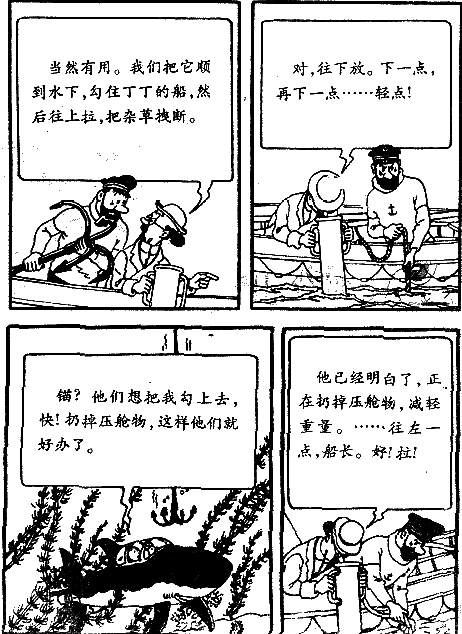 当然有用。我们把它顺
到水下,勾住丁丁的船,然
后往上拉,把杂草拽断。
对,往下放。下一点,
再下一点……轻点!
锚?他们想把我勾上去,
快!扔掉压舱物,这样他们就
好办了。
他已经明白了,正
在扔掉压舱物,减轻
重量。……往左一
点,船长。好!拉!